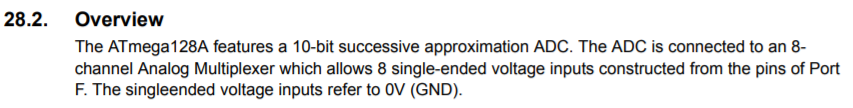 28.2. Overview
The ATmega128A features a 10-bit successive approximation ADC. The ADC is connected to an 8-
channel Analog Multiplexer which allows 8 single-ended voltage inputs constructed from the pins of Port
F. The singleended voltage inputs refer to 0V (GND).